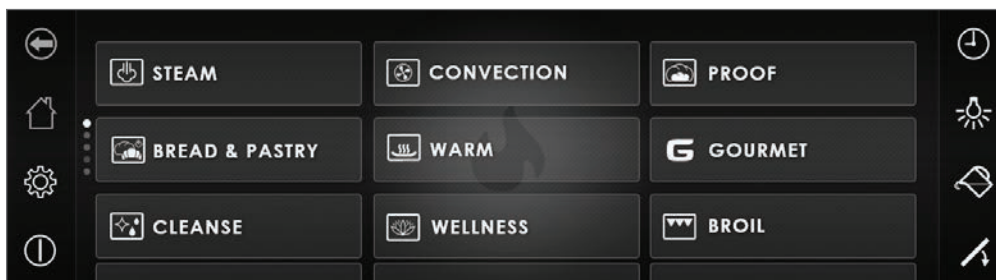 STEAM
CONVECTION
PROOF
BREAD & PASTRY
WARM
G GOURMET
CLEANSE
WELLNESS
BROIL